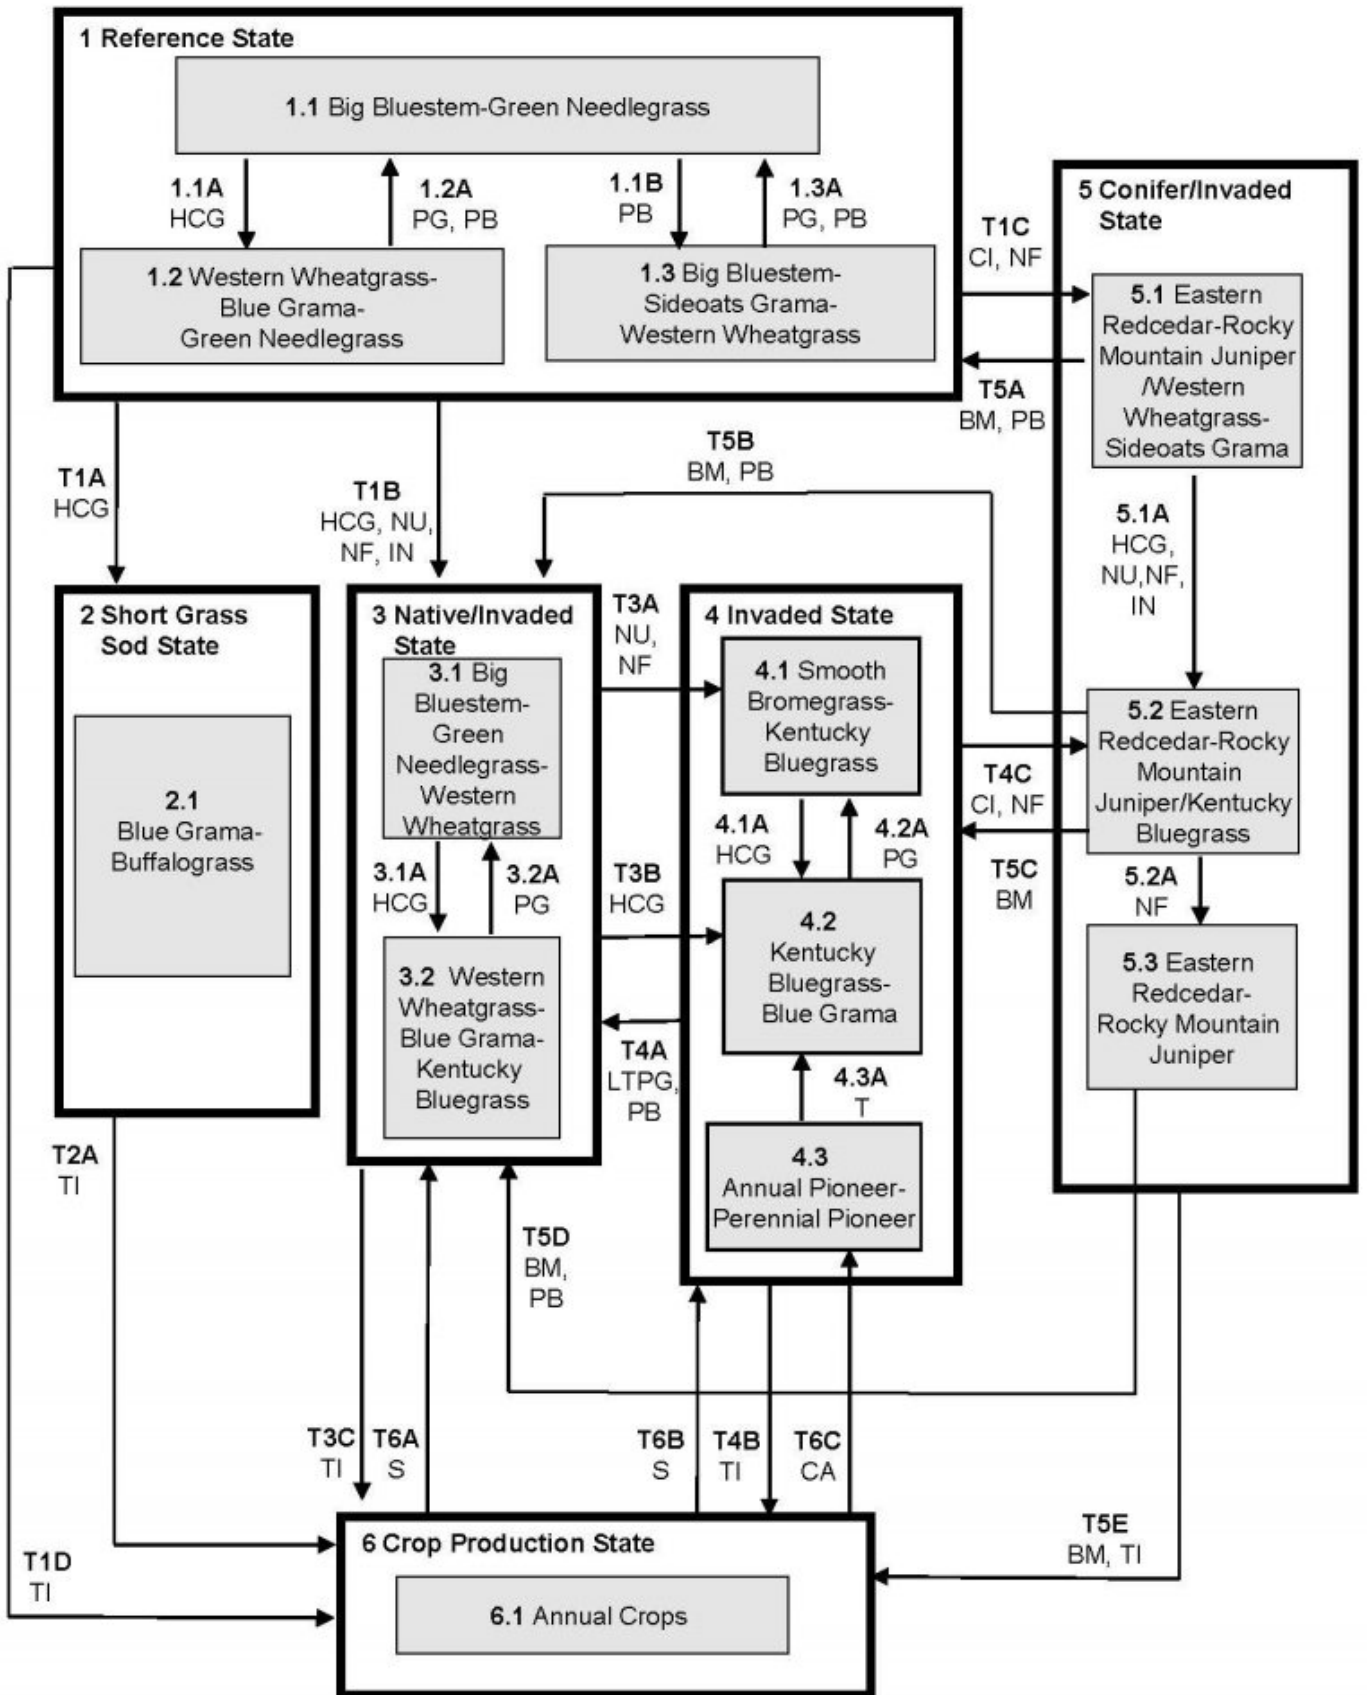 1 Reference State
1.1 Big Bluestem-Green Needlegrass
1.1A
HCG
1.2A
PG, PB
1.1B
PB
1.3A
PG, PB
1.2 Western Wheatgrass-
Blue Grama-
Green Needlegrass
1.3 Big Bluestem-
Sideoats Grama-
Western Wheatgrass
T1C
CI, NF
T5A
BM, PB
5 Conifer/Invaded
State
5.1 Eastern
Redcedar-Rocky
Mountain Juniper
/Western
Wheatgrass-
Sideoats Grama
T1A
HCG
T1B
HCG, NU,
NF, IN
T5B
BM, PB
5.1A
HCG,
NU,NF,
IN
2 Short Grass
Sod State
2.1
Blue Grama-
Buffalograss
3 Native/Invaded
State
3.1 Big
Bluestem-
Green
Needlegrass-
Western
Wheatgrass
3.1A
HCG
3.2A
PG
3.2 Western
Wheatgrass-
Blue Grama-
Kentucky
Bluegrass
T3A
NU,
NF
T3B
HCG
T4A
LTPG,
PB
4 Invaded State
4.1 Smooth
Bromegrass-
Kentucky
Bluegrass
4.1A
HCG
4.2A
PG
4.2
Kentucky
Bluegrass-
Blue Grama
4.3A
T
4.3
Annual Pioneer-
Perennial Pioneer
T4C
CI, NF
T5C
BM
5.2 Eastern
Redcedar-Rocky
Mountain
Juniper/Kentucky
Bluegrass
5.2A
NF
5.3 Eastern
Redcedar-
Rocky Mountain
Juniper
T2A
TI
T5D
BM,
PB
T3C
TI
T6A
S
T6B
S
T4B
TI
T6C
CA
T5E
BM, TI
T1D
TI
6 Crop Production State
6.1 Annual Crops